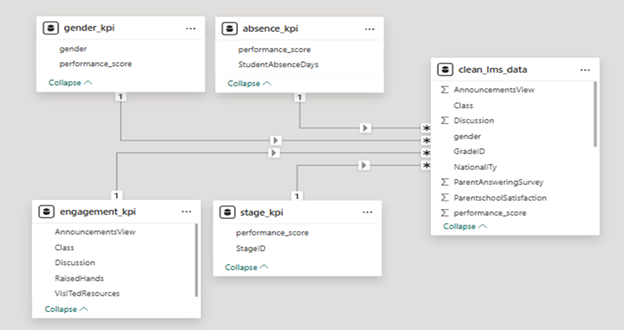 gender_kpi
gender
performance_score
Collapse
absence_kpi
performance_score
StudentAbsenceDays
Collapse
clean_lms_data
Σ AnnouncementsView
Class
Σ Discussion
gender
GradeID
NationalITy
Σ ParentAnsweringSurvey
Σ ParentschoolSatisfaction
Σ performance_score
Collapse
1
1
*
*
*
*
1
1
engagement_kpi
AnnouncementsView
Class
Discussion
RaisedHands
VisITedResources
Collapse
stage_kpi
performance_score
StageID
Collapse